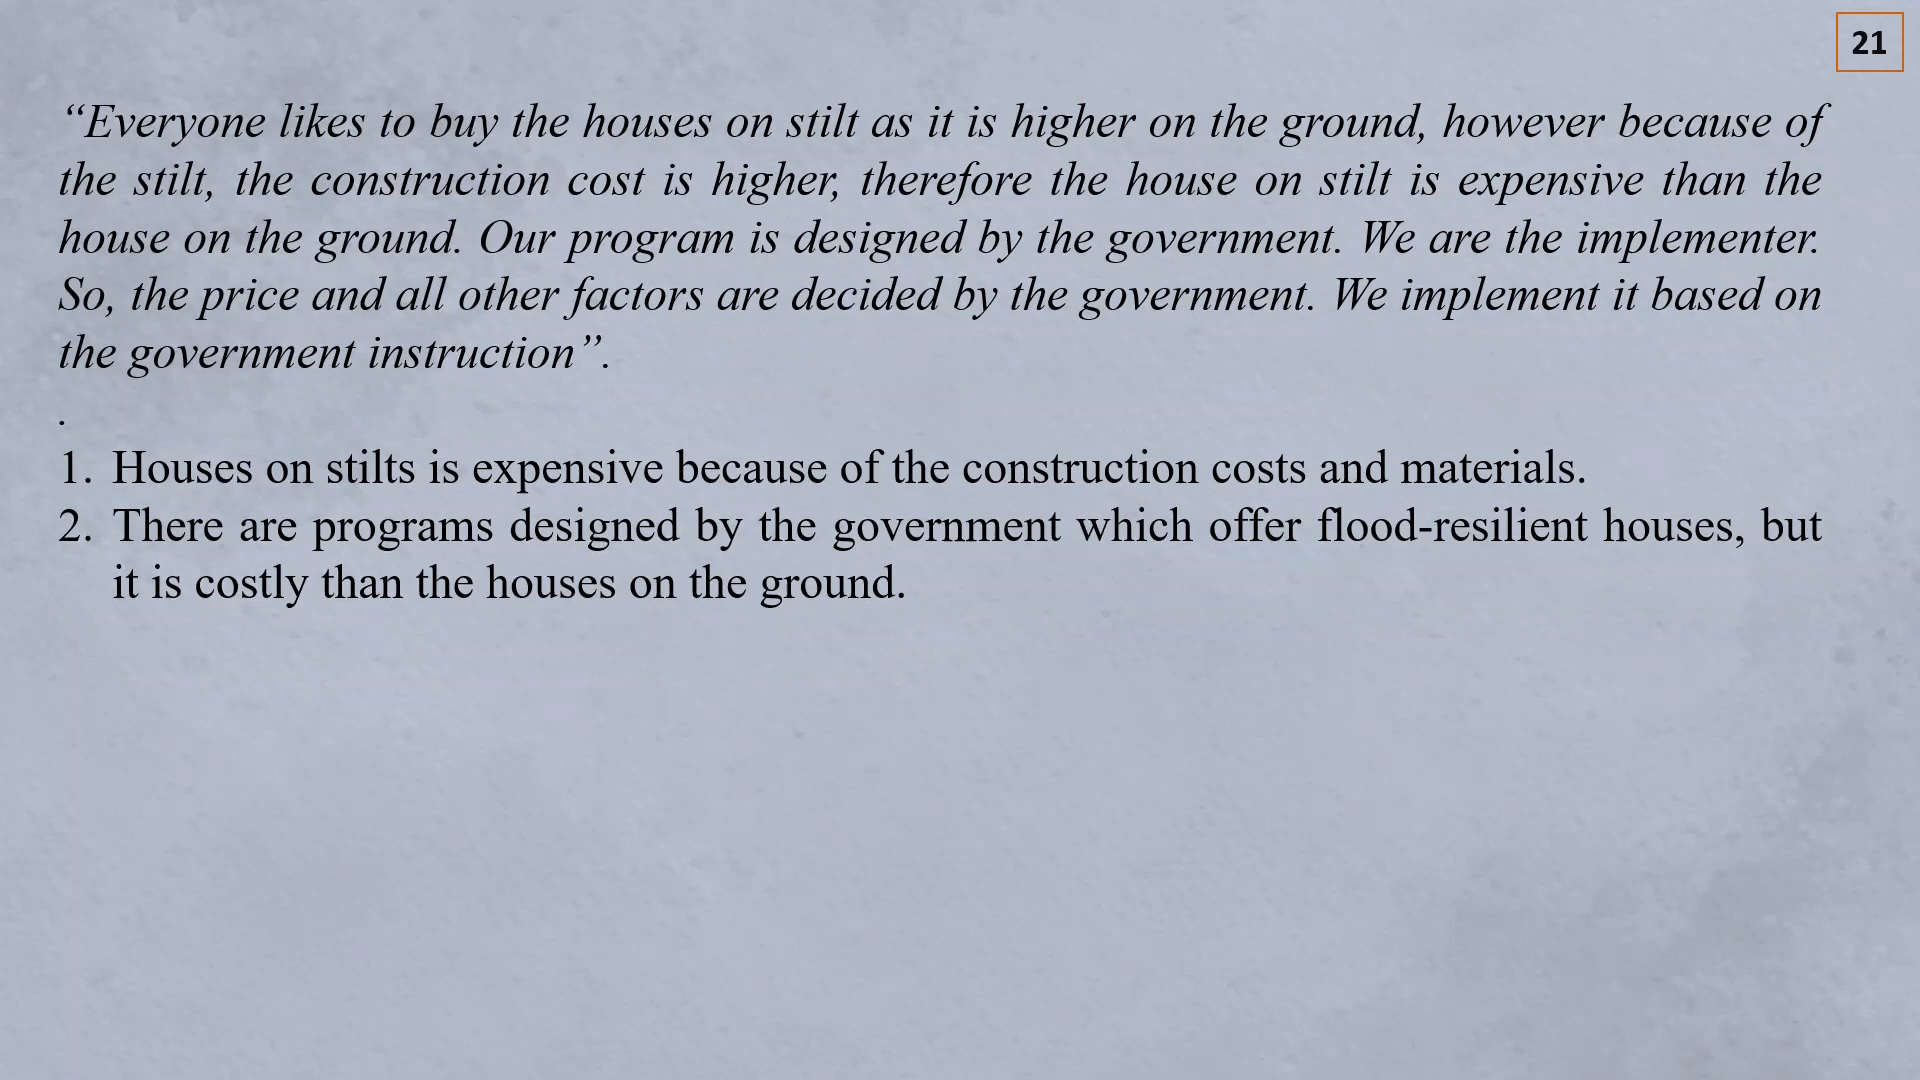 21
“Everyone likes to buy the houses on stilt as it is higher on the ground, however because of
the stilt, the construction cost is higher, therefore the house on stilt is expensive than the
house on the ground. Our program is designed by the government. We are the implementer.
So, the price and all other factors are decided by the government. We implement it based on
the government instruction”.
.
1. Houses on stilts is expensive because of the construction costs and materials.
2. There are programs designed by the government which offer flood-resilient houses, but
it is costly than the houses on the ground.